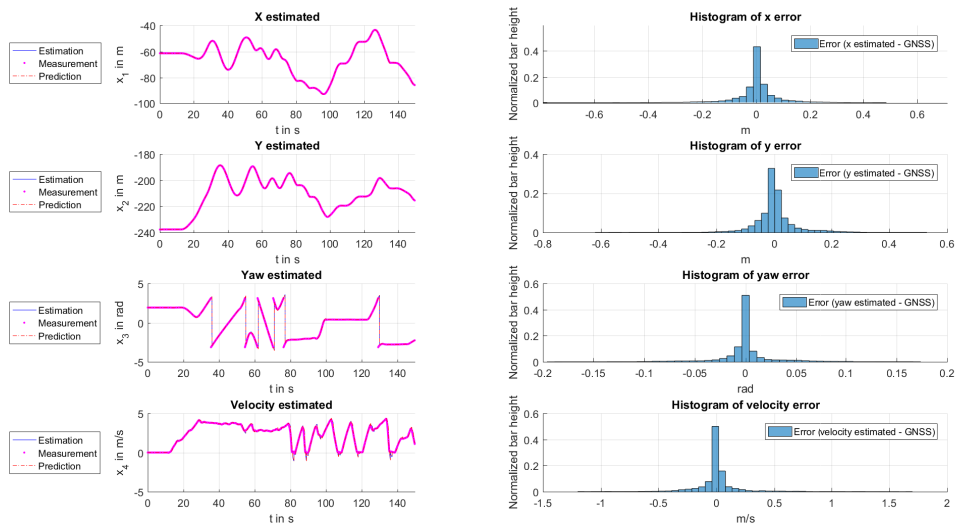 X estimated
Estimation
Measurement
Prediction
x1 in m
-40
-60
-80
-100
0 20 40 60 80 100 120 140
t in s
Histogram of x error
Normalized bar height
0.4
0.2
0
-0.6 -0.4 -0.2 0 0.2 0.4 0.6
m
Error (x estimated - GNSS)
Y estimated
Estimation
Measurement
Prediction
x2 in m
-180
-200
-220
-240
0 20 40 60 80 100 120 140
t in s
Histogram of y error
Normalized bar height
0.4
0.2
0
-0.8 -0.6 -0.4 -0.2 0 0.2 0.4 0.6
m
Error (y estimated - GNSS)
Yaw estimated
Estimation
Measurement
Prediction
x3 in rad
5
0
-5
0 20 40 60 80 100 120 140
t in s
Histogram of yaw error
Normalized bar height
0.6
0.4
0.2
0
-0.2 -0.15 -0.1 -0.05 0 0.05 0.1 0.15 0.2
rad
Error (yaw estimated - GNSS)
Velocity estimated
Estimation
Measurement
Prediction
x4 in m/s
5
0
-5
0 20 40 60 80 100 120 140
t in s
Histogram of velocity error
Normalized bar height
0.6
0.4
0.2
0
-1.5 -1 -0.5 0 0.5 1 1.5 2
m/s
Error (velocity estimated - GNSS)